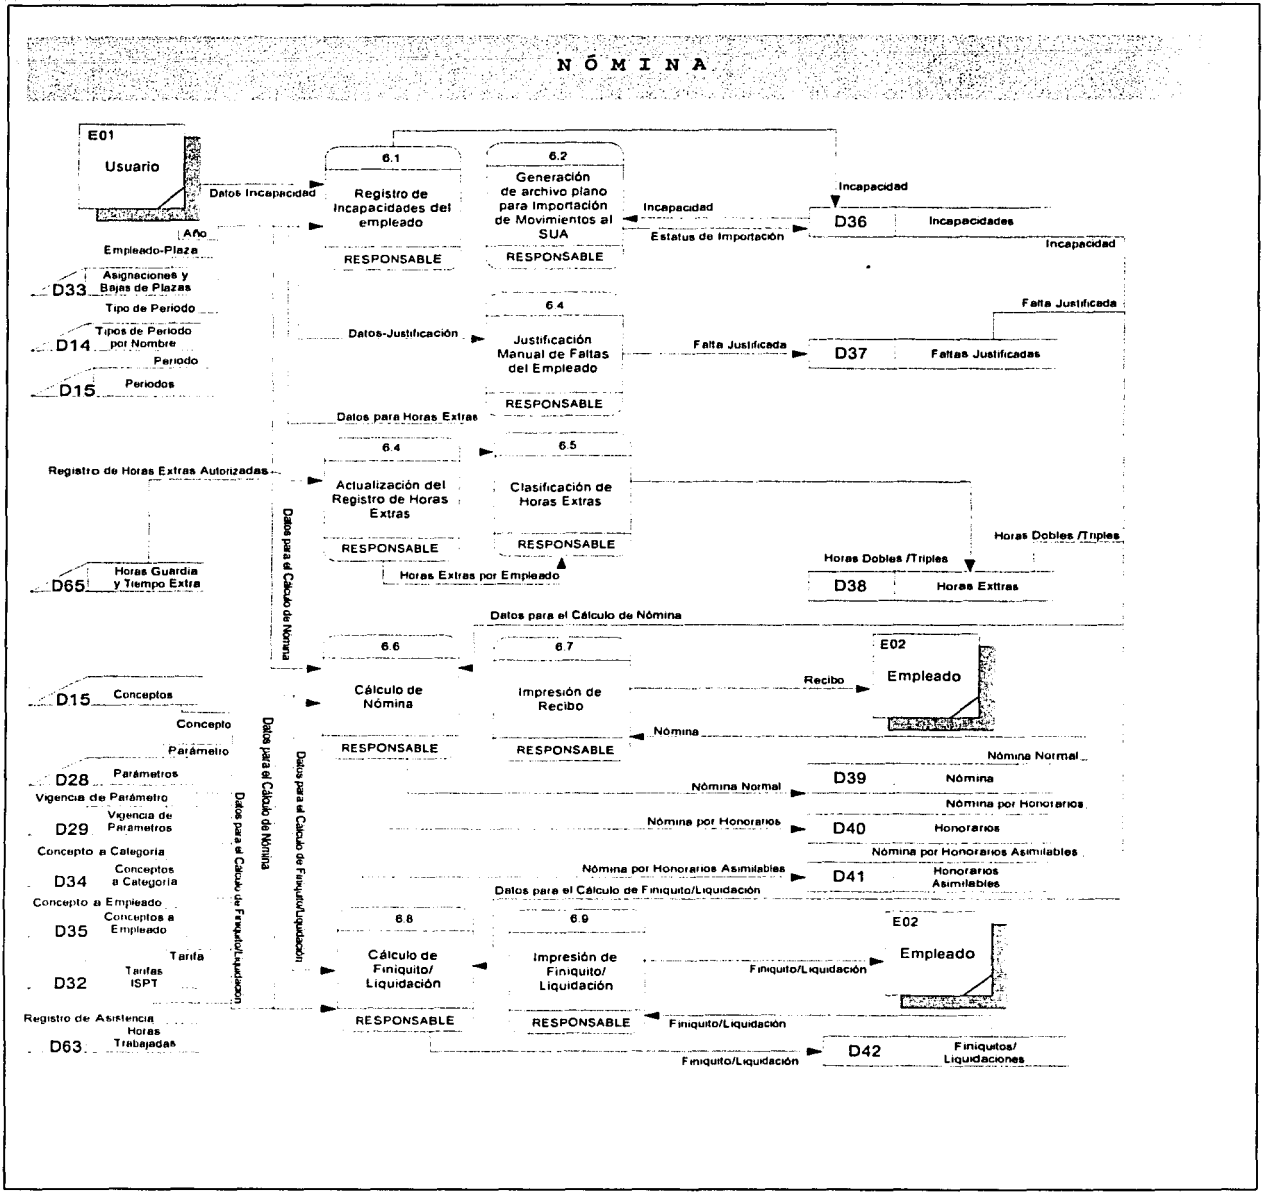 NÓMINA
E01
Usuario
Datos Incapacidad
Año
Empleado-Plaza
D33
Asignaciones y
Bajas de Plazas
Tipo de Periodo
D14
Tipos de Periodo
por Nombre
Periodo
D15
Periodos
6.1
Registro de
Incapacidades del
empleado
RESPONSABLE
6.2
Generación
de archivo plano
para Importación
de Movimientos al
SUA
RESPONSABLE
Incapacidad
Incapacidad
Estatus de Importación
D36
Incapacidades
Incapacidad
Datos-Justificación
6.4
Justificación
Manual de Faltas
del Empleado
RESPONSABLE
Falta Justificada
Falta Justificada
D37
Faltas Justificadas
Datos para Horas Extras
Registro de Horas Extras Autorizadas
6.4
Actualización del
Registro de Horas
Extras
RESPONSABLE
6.5
Clasificación de
Horas Extras
RESPONSABLE
Horas Extras por Empleado
Datos para el Cálculo de Nómina
D65
Horas Guardia
y Tiempo Extra
Horas Dobles /Triples
Horas Dobles /Triples
D38
Horas Exttras
Datos para el Cálculo de Nómina
6.6
Cálculo de
Nómina
RESPONSABLE
6.7
Impresión de
Recibo
RESPONSABLE
Recibo
E02
Empleado
Nómina
D15
Conceptos
Concepto
Parámetro
D28
Parámetros
Vigencia de Parámetro
D29
Vigencia de
Parametros
Concepto a Categoría
D34
Conceptos
a Categoría
Concepto a Empleado
D35
Conceptos a
Empleado
Tarifa
D32
Tarifas
ISPT
Registro de Asistencia
D63
Horas
Trabajadas
Datos para el Cálculo de Finiquito/Liquidación
Datos para el Cálculo de Nómina
Datos para el Cálculo de Finiquito/Liquidación
Nómina Normal
Nómina Normal
D39
Nómina
Nómina por Honorarios
Nómina por Honorarios
D40
Honorarios
Nómina por Honorarios Asimilables
Nómina por Honorarios Asimilables
D41
Honorarios
Asimilables
Datos para el Cálculo de Finiquito/Liquidación
6.8
Cálculo de
Finiquito/
Liquidación
RESPONSABLE
6.9
Impresión de
Finiquito/
Liquidación
RESPONSABLE
Finiquito/Liquidación
E02
Empleado
Finiquito/Liquidación
Finiquito/Liquidación
D42
Finiquitos/
Liquidaciones